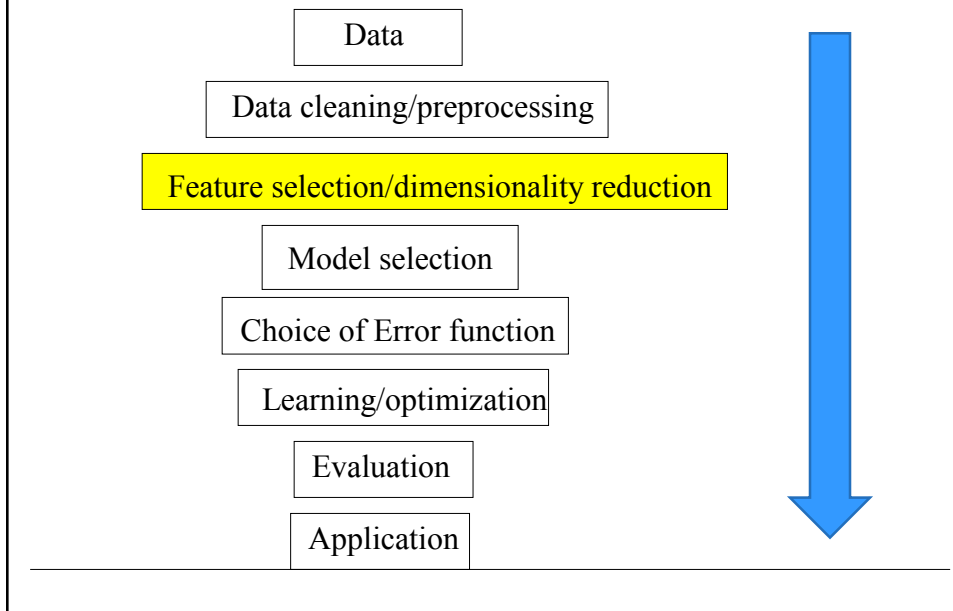 Data
Data cleaning/preprocessing
Feature selection/dimensionality reduction
Model selection
Choice of Error function
Learning/optimization
Evaluation
Application